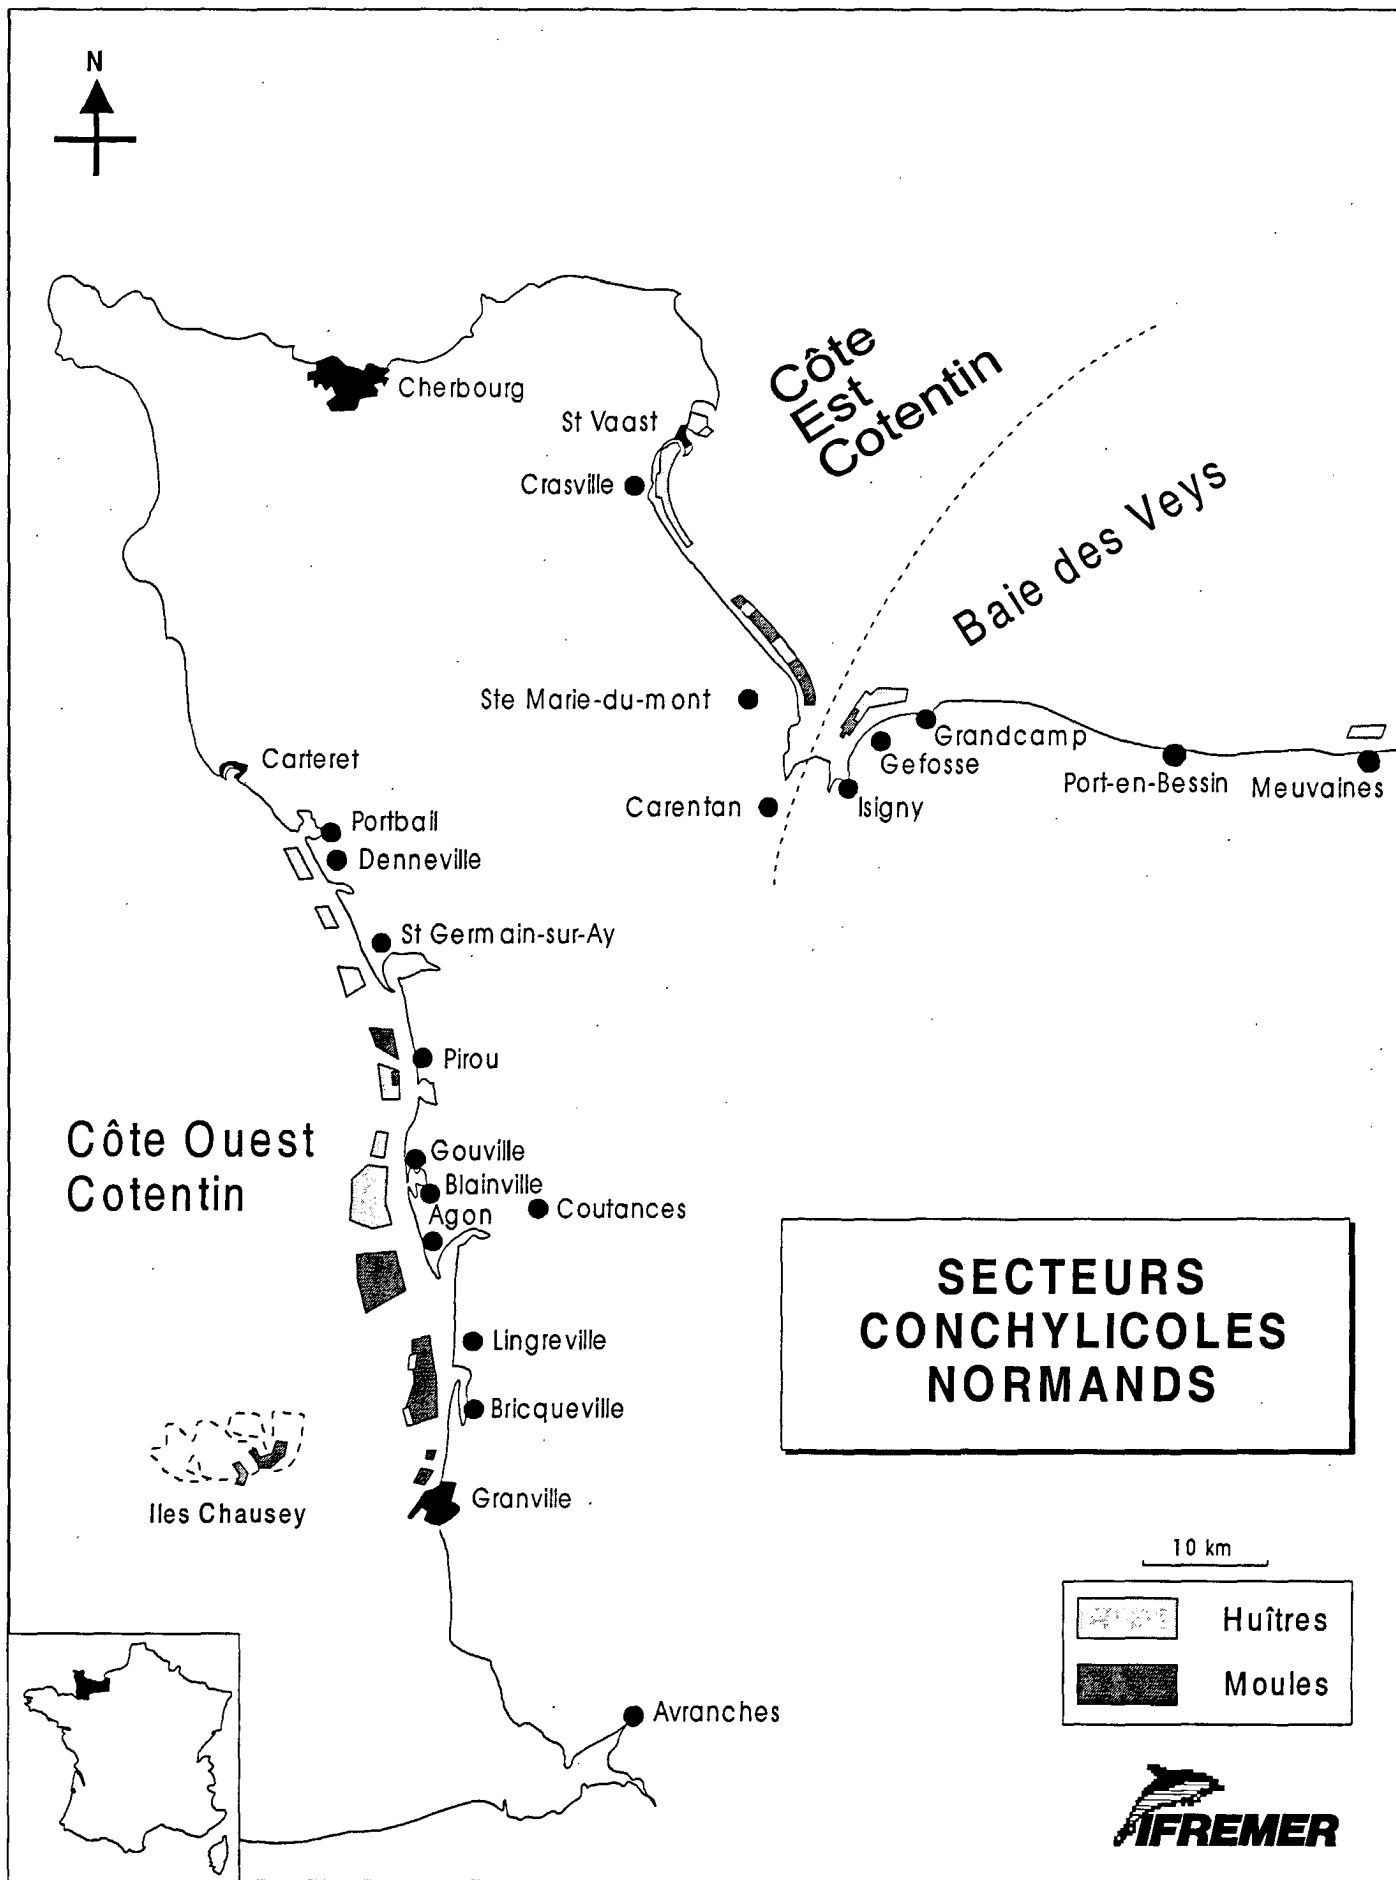 N
Côte
Est
Cotentin
Cherbourg
St Vaast
Crasville
Baie des Veys
Ste Marie-du-mont
Grandcamp
Gefosse
Port-en-Bessin
Meuvaines
Isigny
Carentan
Carteret
Portbail
Denneville
St Germain-sur-Ay
Pirou
Côte Ouest
Cotentin
Gouville
Blainville
Agon
Coutances
Lingreville
Bricqueville
Iles Chausey
Granville
Avranches
SECTEURS
CONCHYLICOLES
NORMANDS
10 km
Huîtres
Moules
IFREMER